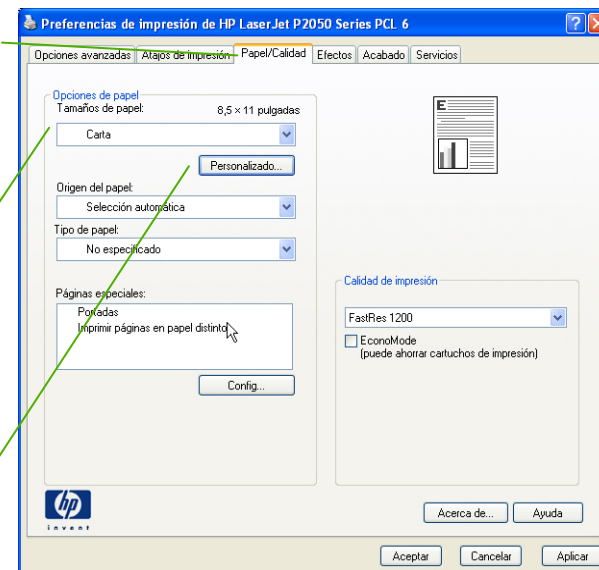 Preferencias de impresión de HP LaserJet P2050 Series PCL 6
Opciones avanzadas Atajos de impresión Papel/Calidad Efectos Acabado Servicios
Opciones de papel
Tamaños de papel: 8,5 × 11 pulgadas
Carta
Personalizado...
Origen del papel:
Selección automática
Tipo de papel:
No especificado
Páginas especiales:
Portadas
Imprimir páginas en papel distinto
Config...
E
Calidad de impresión
FastRes 1200
EconoMode
(puede ahorrar cartuchos de impresión)
hp
invent
Acerca de... Ayuda
Aceptar Cancelar Aplicar